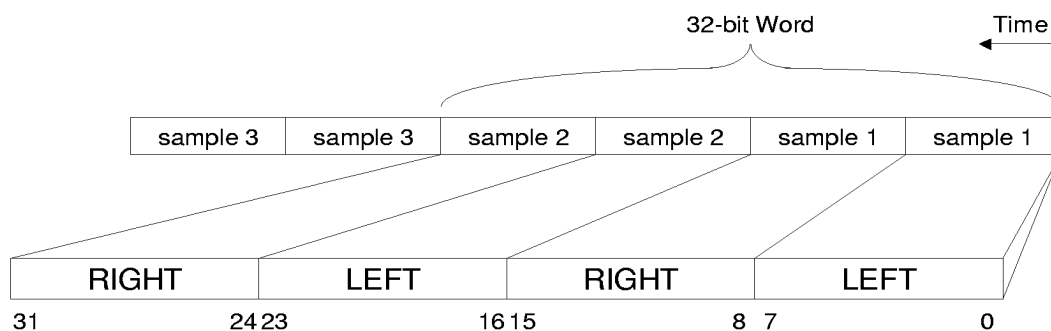 32-bit Word
Time
sample 3 sample 3 sample 2 sample 2 sample 1 sample 1
RIGHT LEFT RIGHT LEFT
31 24 23 16 15 8 7 0